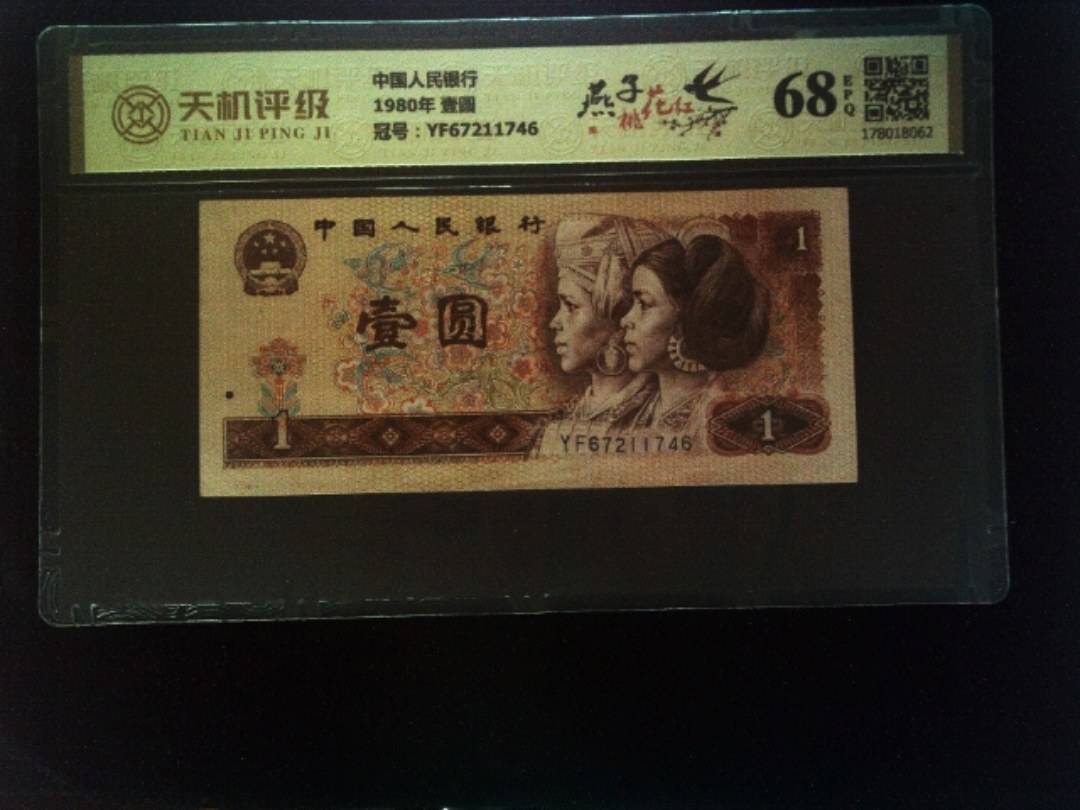 天机评级
TIAN JI PING JI
中国人民银行
1980年 壹圆
冠号：YF67211746
燕子
桃花红
68
EPQ
178018062
中国人民银行
壹圆
1
1
YF67211746
1